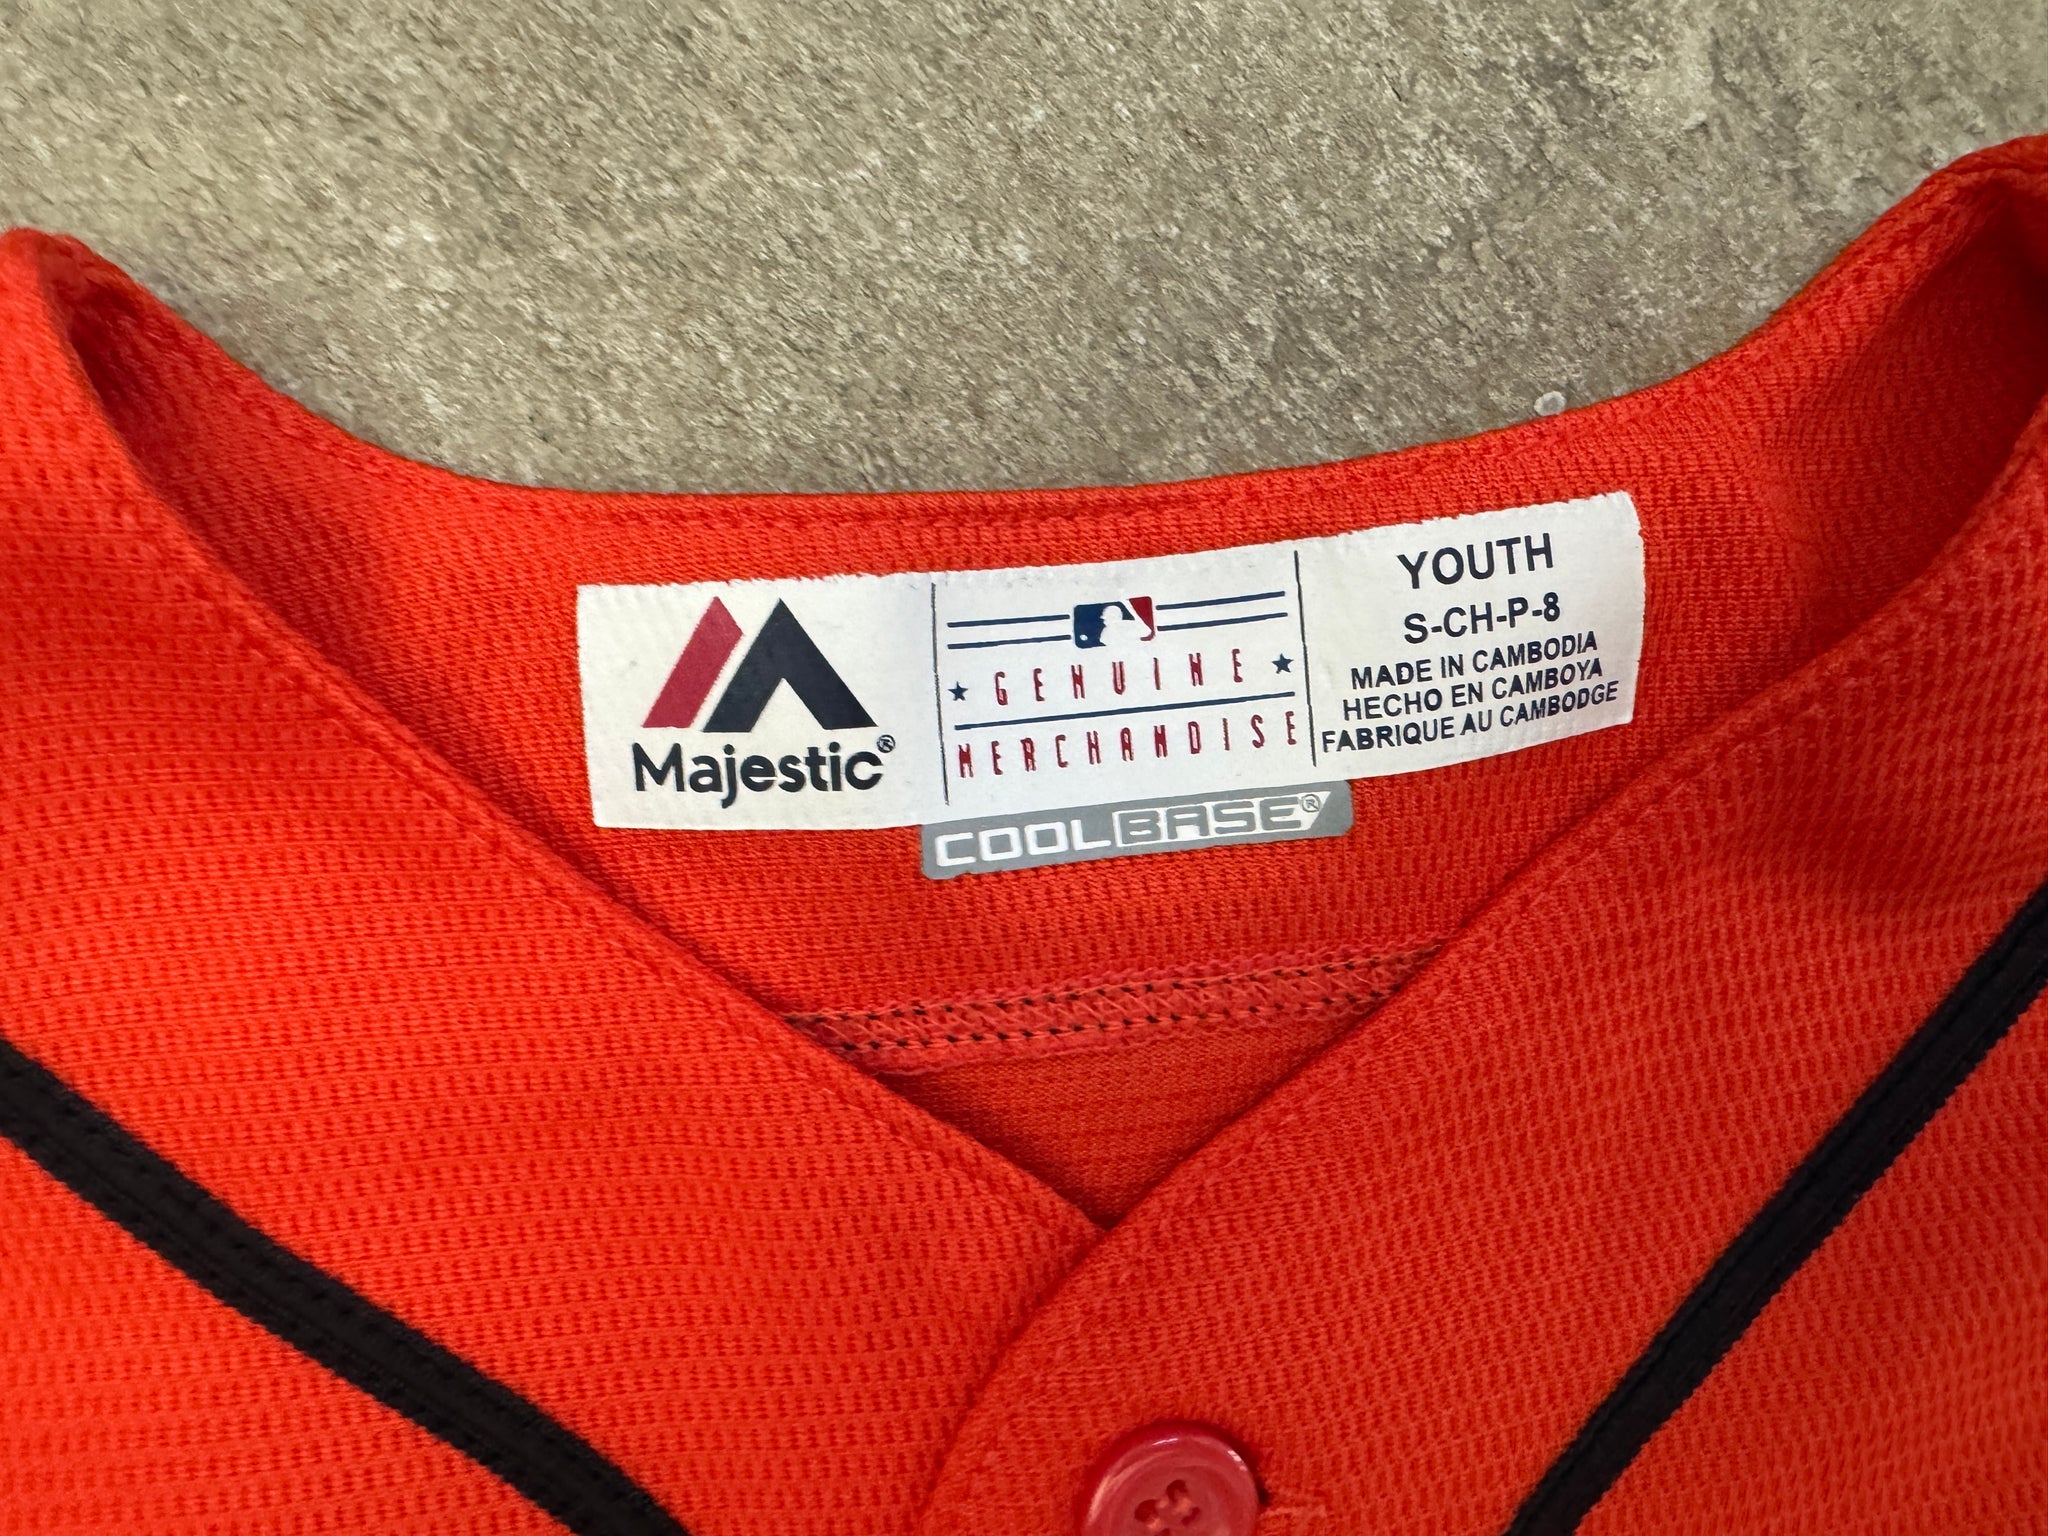 Majestic®
GENUINE
MERCHANDISE
YOUTH
S-CH-P-8
MADE IN CAMBODIA
HECHO EN CAMBOYA
FABRIQUE AU CAMBODGE
COOLBASE®